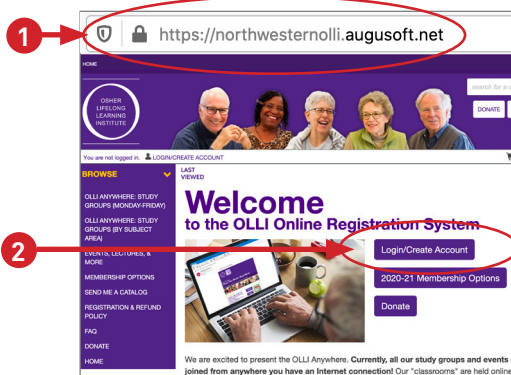 1
https://northwesternolli.augusoft.net
HOME
search for a
OSHER
LIFELONG
LEARNING
INSTITUTE
DONATE
You are not logged in. LOGIN/CREATE ACCOUNT
BROWSE
LAST
VIEWED
OLLI ANYWHERE: STUDY
GROUPS (MONDAY-FRIDAY)
OLLI ANYWHERE: STUDY
GROUPS (BY SUBJECT
AREA)
EVENTS, LECTURES, &
MORE
MEMBERSHIP OPTIONS
SEND ME A CATALOG
REGISTRATION & REFUND
POLICY
FAQ
DONATE
HOME
Welcome
to the OLLI Online Registration System
2
Login/Create Account
2020-21 Membership Options
Donate
We are excited to present the OLLI Anywhere. Currently, all our study groups and events
joined from anywhere you have an Internet connection! Our "classrooms" are held online